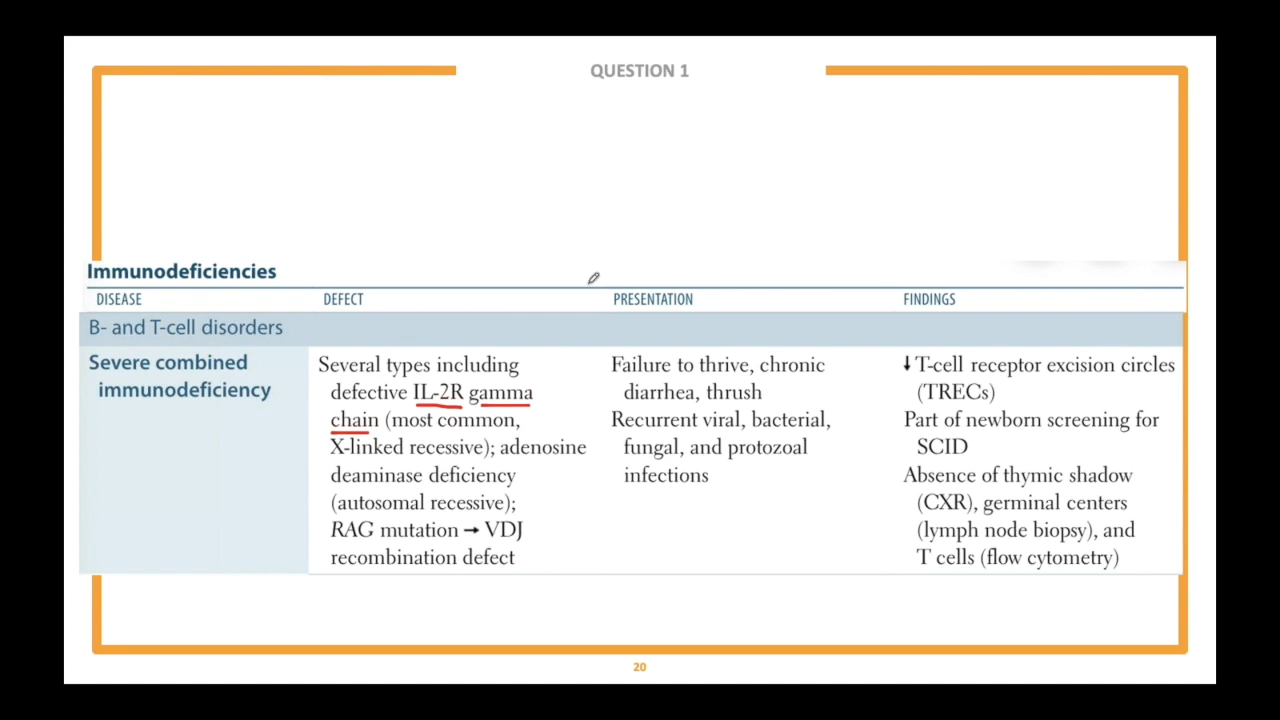 QUESTION 1
Immunodeficiencies
DISEASE DEFECT PRESENTATION FINDINGS
B- and T-cell disorders
Severe combined
immunodeficiency
Several types including
defective IL-2R gamma
chain (most common,
X-linked recessive); adenosine
deaminase deficiency
(autosomal recessive);
RAG mutation → VDJ
recombination defect
Failure to thrive, chronic
diarrhea, thrush
Recurrent viral, bacterial,
fungal, and protozoal
infections
↓ T-cell receptor excision circles
(TRECs)
Part of newborn screening for
SCID
Absence of thymic shadow
(CXR), germinal centers
(lymph node biopsy), and
T cells (flow cytometry)
20